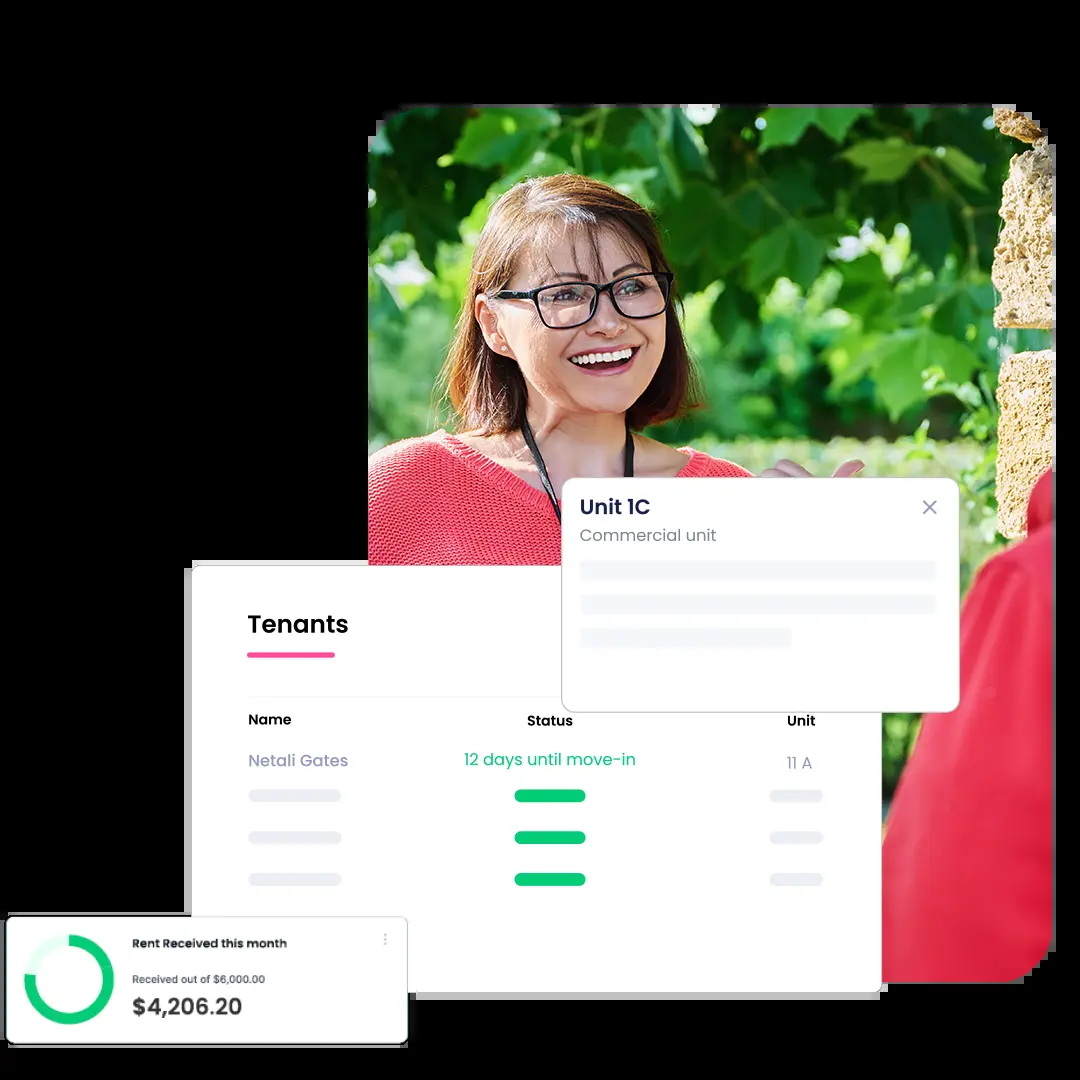 Unit 1C
Commercial unit
Tenants
Name Status Unit
Netali Gates 12 days until move-in 11 A
Rent Received this month
Received out of $6,000.00
$4,206.20